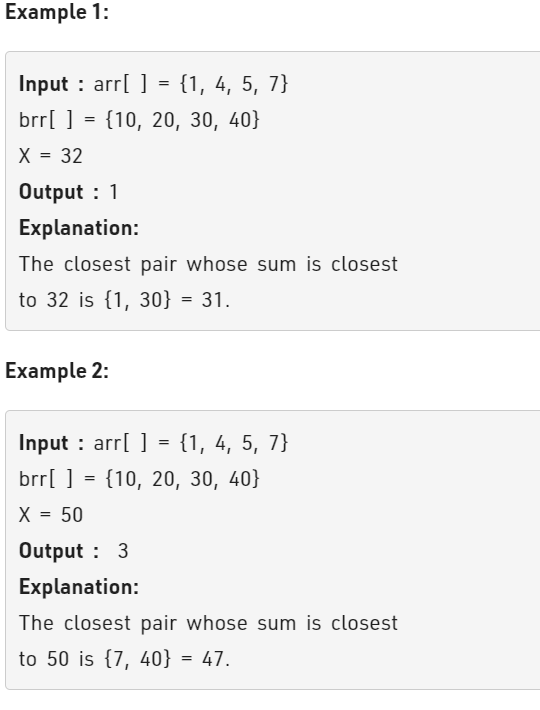 Example 1:
Input : arr[ ] = {1, 4, 5, 7}
brr[ ] = {10, 20, 30, 40}
X = 32
Output : 1
Explanation:
The closest pair whose sum is closest
to 32 is {1, 30} = 31.
Example 2:
Input : arr[ ] = {1, 4, 5, 7}
brr[ ] = {10, 20, 30, 40}
X = 50
Output : 3
Explanation:
The closest pair whose sum is closest
to 50 is {7, 40} = 47.